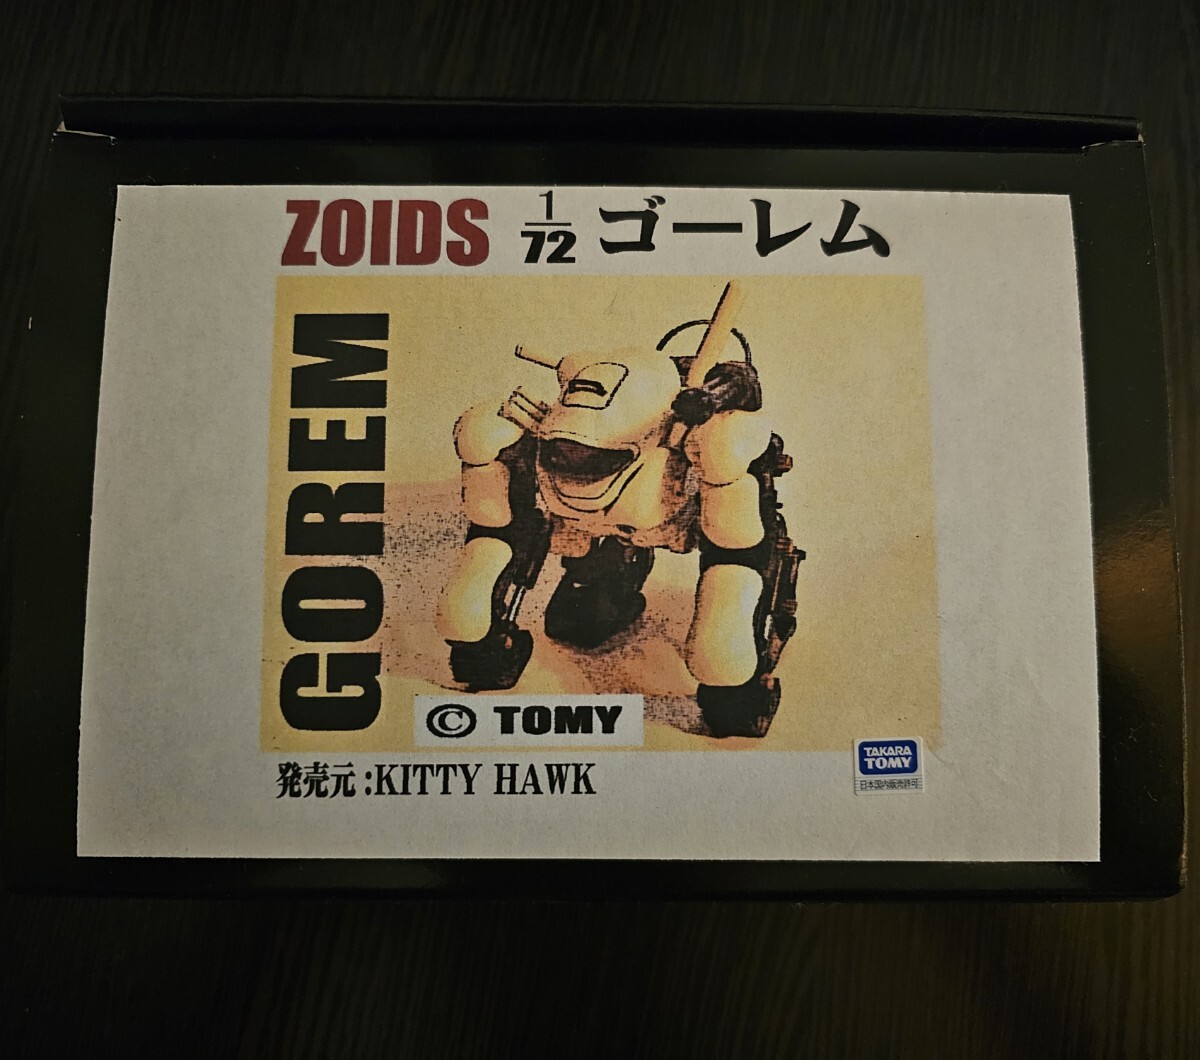 ZOIDS 1/72 ゴーレム
GOREM
© TOMY
発売元:KITTY HAWK
TAKARA
TOMY
日本国内販売許可